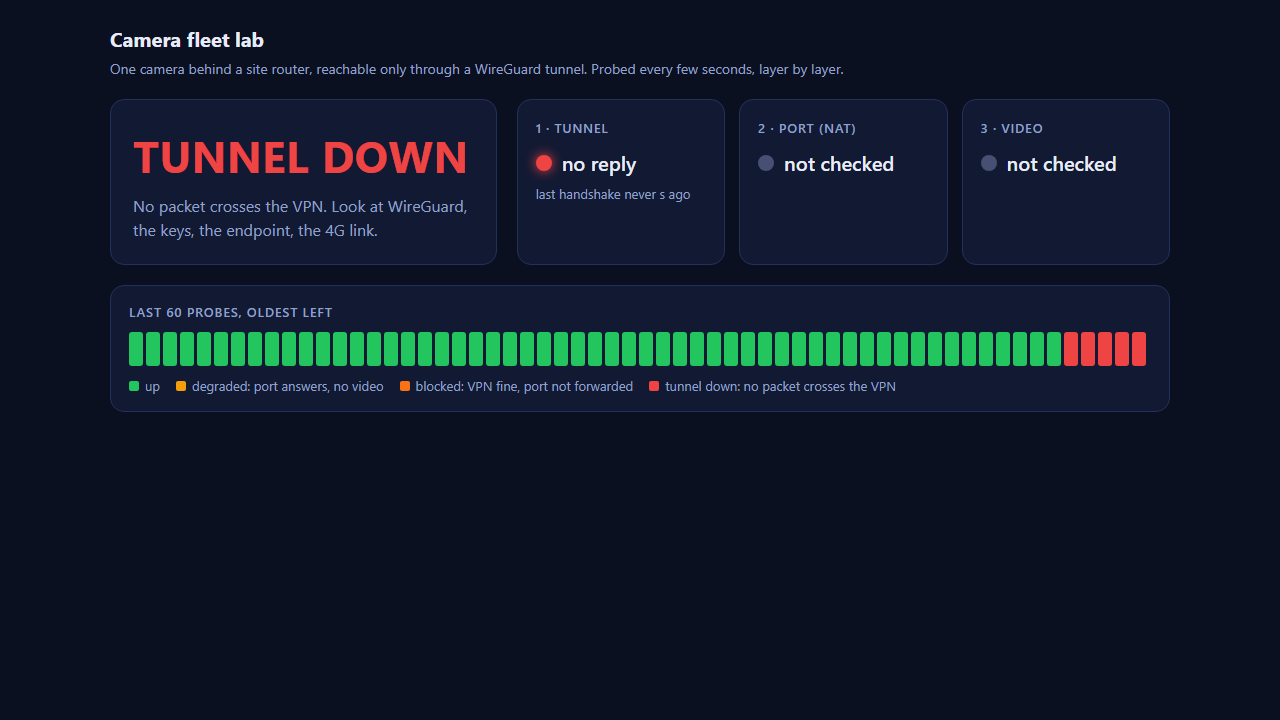 Camera fleet lab
One camera behind a site router, reachable only through a WireGuard tunnel. Probed every few seconds, layer by layer.
TUNNEL DOWN
No packet crosses the VPN. Look at WireGuard,
the keys, the endpoint, the 4G link.
1 · TUNNEL
no reply
last handshake never s ago
2 · PORT (NAT)
not checked
3 · VIDEO
not checked
LAST 60 PROBES, OLDEST LEFT
up
degraded: port answers, no video
blocked: VPN fine, port not forwarded
tunnel down: no packet crosses the VPN